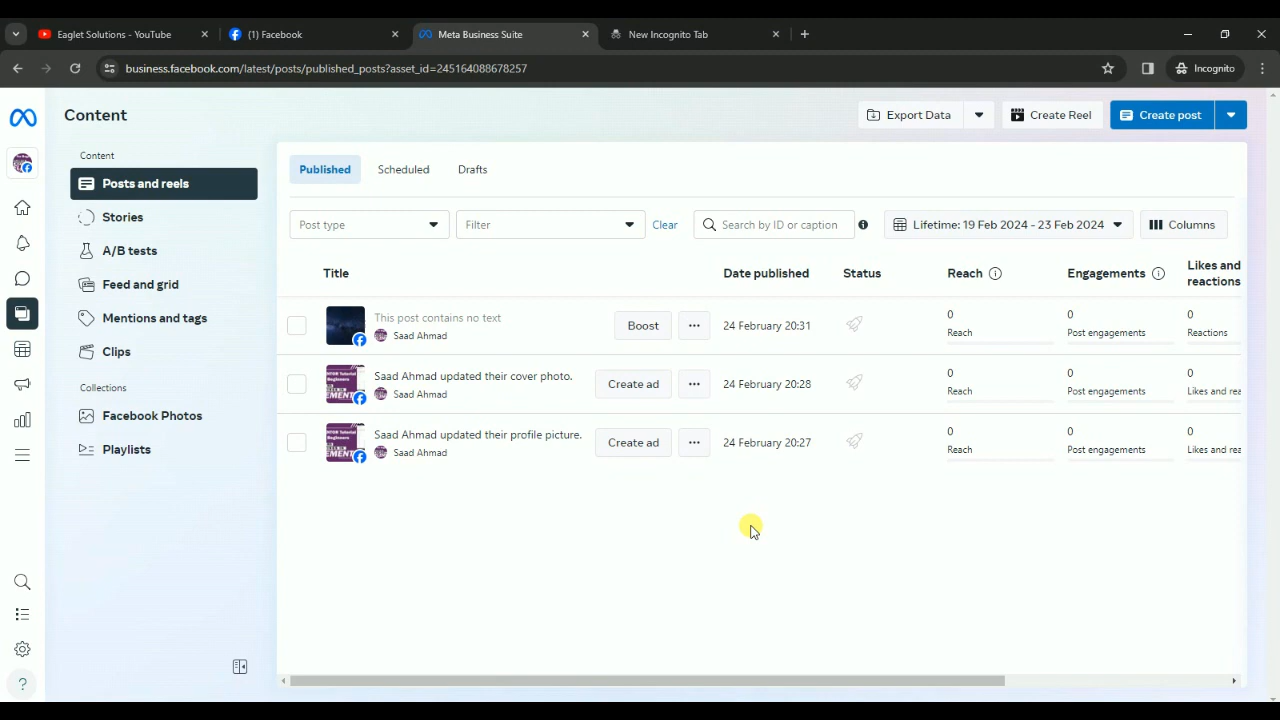 Eaglet Solutions - YouTube
(1) Facebook
Meta Business Suite
New Incognito Tab
business.facebook.com/latest/posts/published_posts?asset_id=245164088678257
Incognito
Content
Export Data
Create Reel
Create post
Content
Posts and reels
Stories
A/B tests
Feed and grid
Mentions and tags
Clips
Collections
Facebook Photos
Playlists
Published
Scheduled
Drafts
Post type
Filter
Clear
Search by ID or caption
Lifetime: 19 Feb 2024 - 23 Feb 2024
Columns
Title
Date published
Status
Reach
Engagements
Likes and
reactions
This post contains no text
Saad Ahmad
Boost
24 February 20:31
0
Reach
0
Post engagements
0
Reactions
Saad Ahmad updated their cover photo.
Saad Ahmad
Create ad
24 February 20:28
0
Reach
0
Post engagements
0
Likes and rea
Saad Ahmad updated their profile picture.
Saad Ahmad
Create ad
24 February 20:27
0
Reach
0
Post engagements
0
Likes and rea